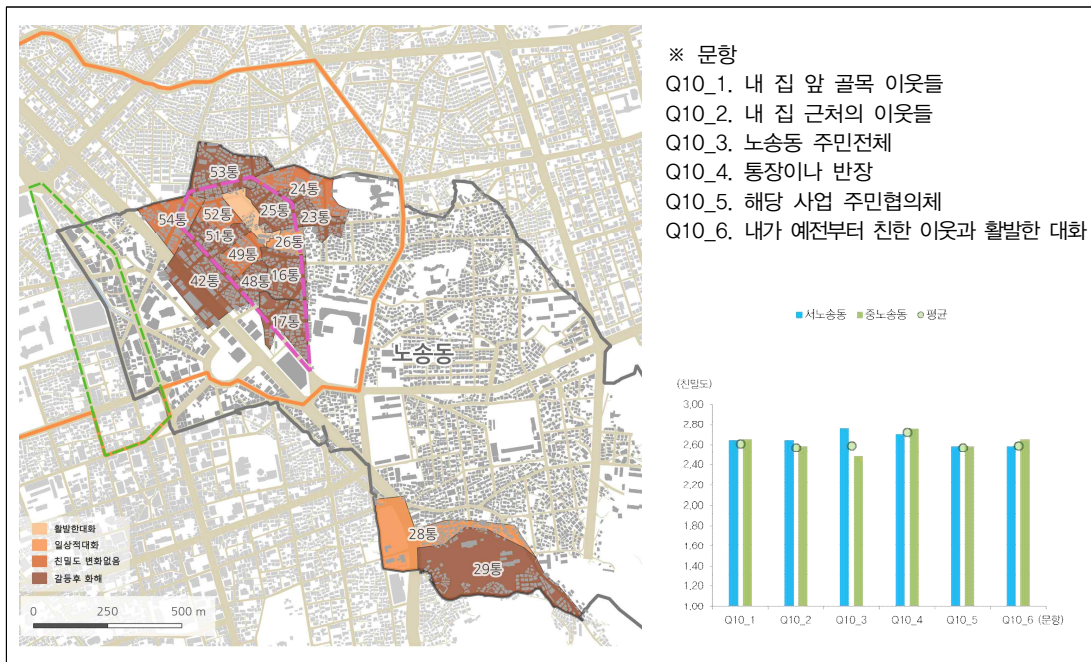 ※ 문항
Q10_1. 내 집 앞 골목 이웃들
Q10_2. 내 집 근처의 이웃들
Q10_3. 노송동 주민전체
Q10_4. 통장이나 반장
Q10_5. 해당 사업 주민협의체
Q10_6. 내가 예전부터 친한 이웃과 활발한 대화
53통
24통
52통
25통
23통
54통
51통
26통
49통
42통
48통
16통
17통
노송동
28통
29통
활발한대화
일상적대화
친밀도 변화없음
갈등후 화해
0 250 500 m
서노송동 중노송동 평균
(친밀도)
3,00
2,80
2,60
2,40
2,20
2,00
1,80
1,60
1,40
1,20
1,00
Q10_1 Q10_2 Q10_3 Q10_4 Q10_5 Q10_6 (문항)